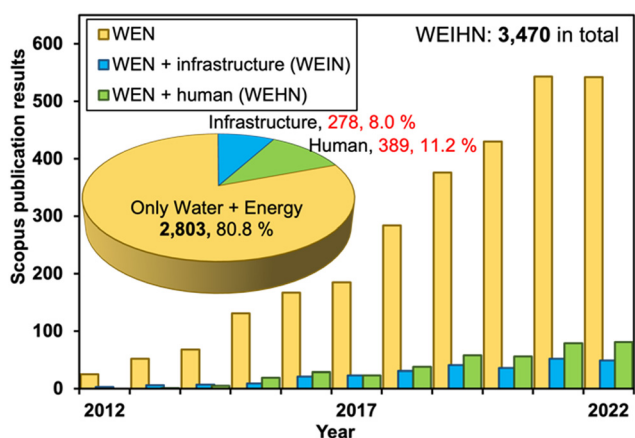 WEIHN: 3,470 in total
WEN
WEN + infrastructure (WEIN)
WEN + human (WEHN)
Infrastructure, 278, 8.0 %
Human, 389, 11.2 %
Only Water + Energy
2,803, 80.8 %
Scopus publication results
600
500
400
300
200
100
0
2012 2017 2022
Year